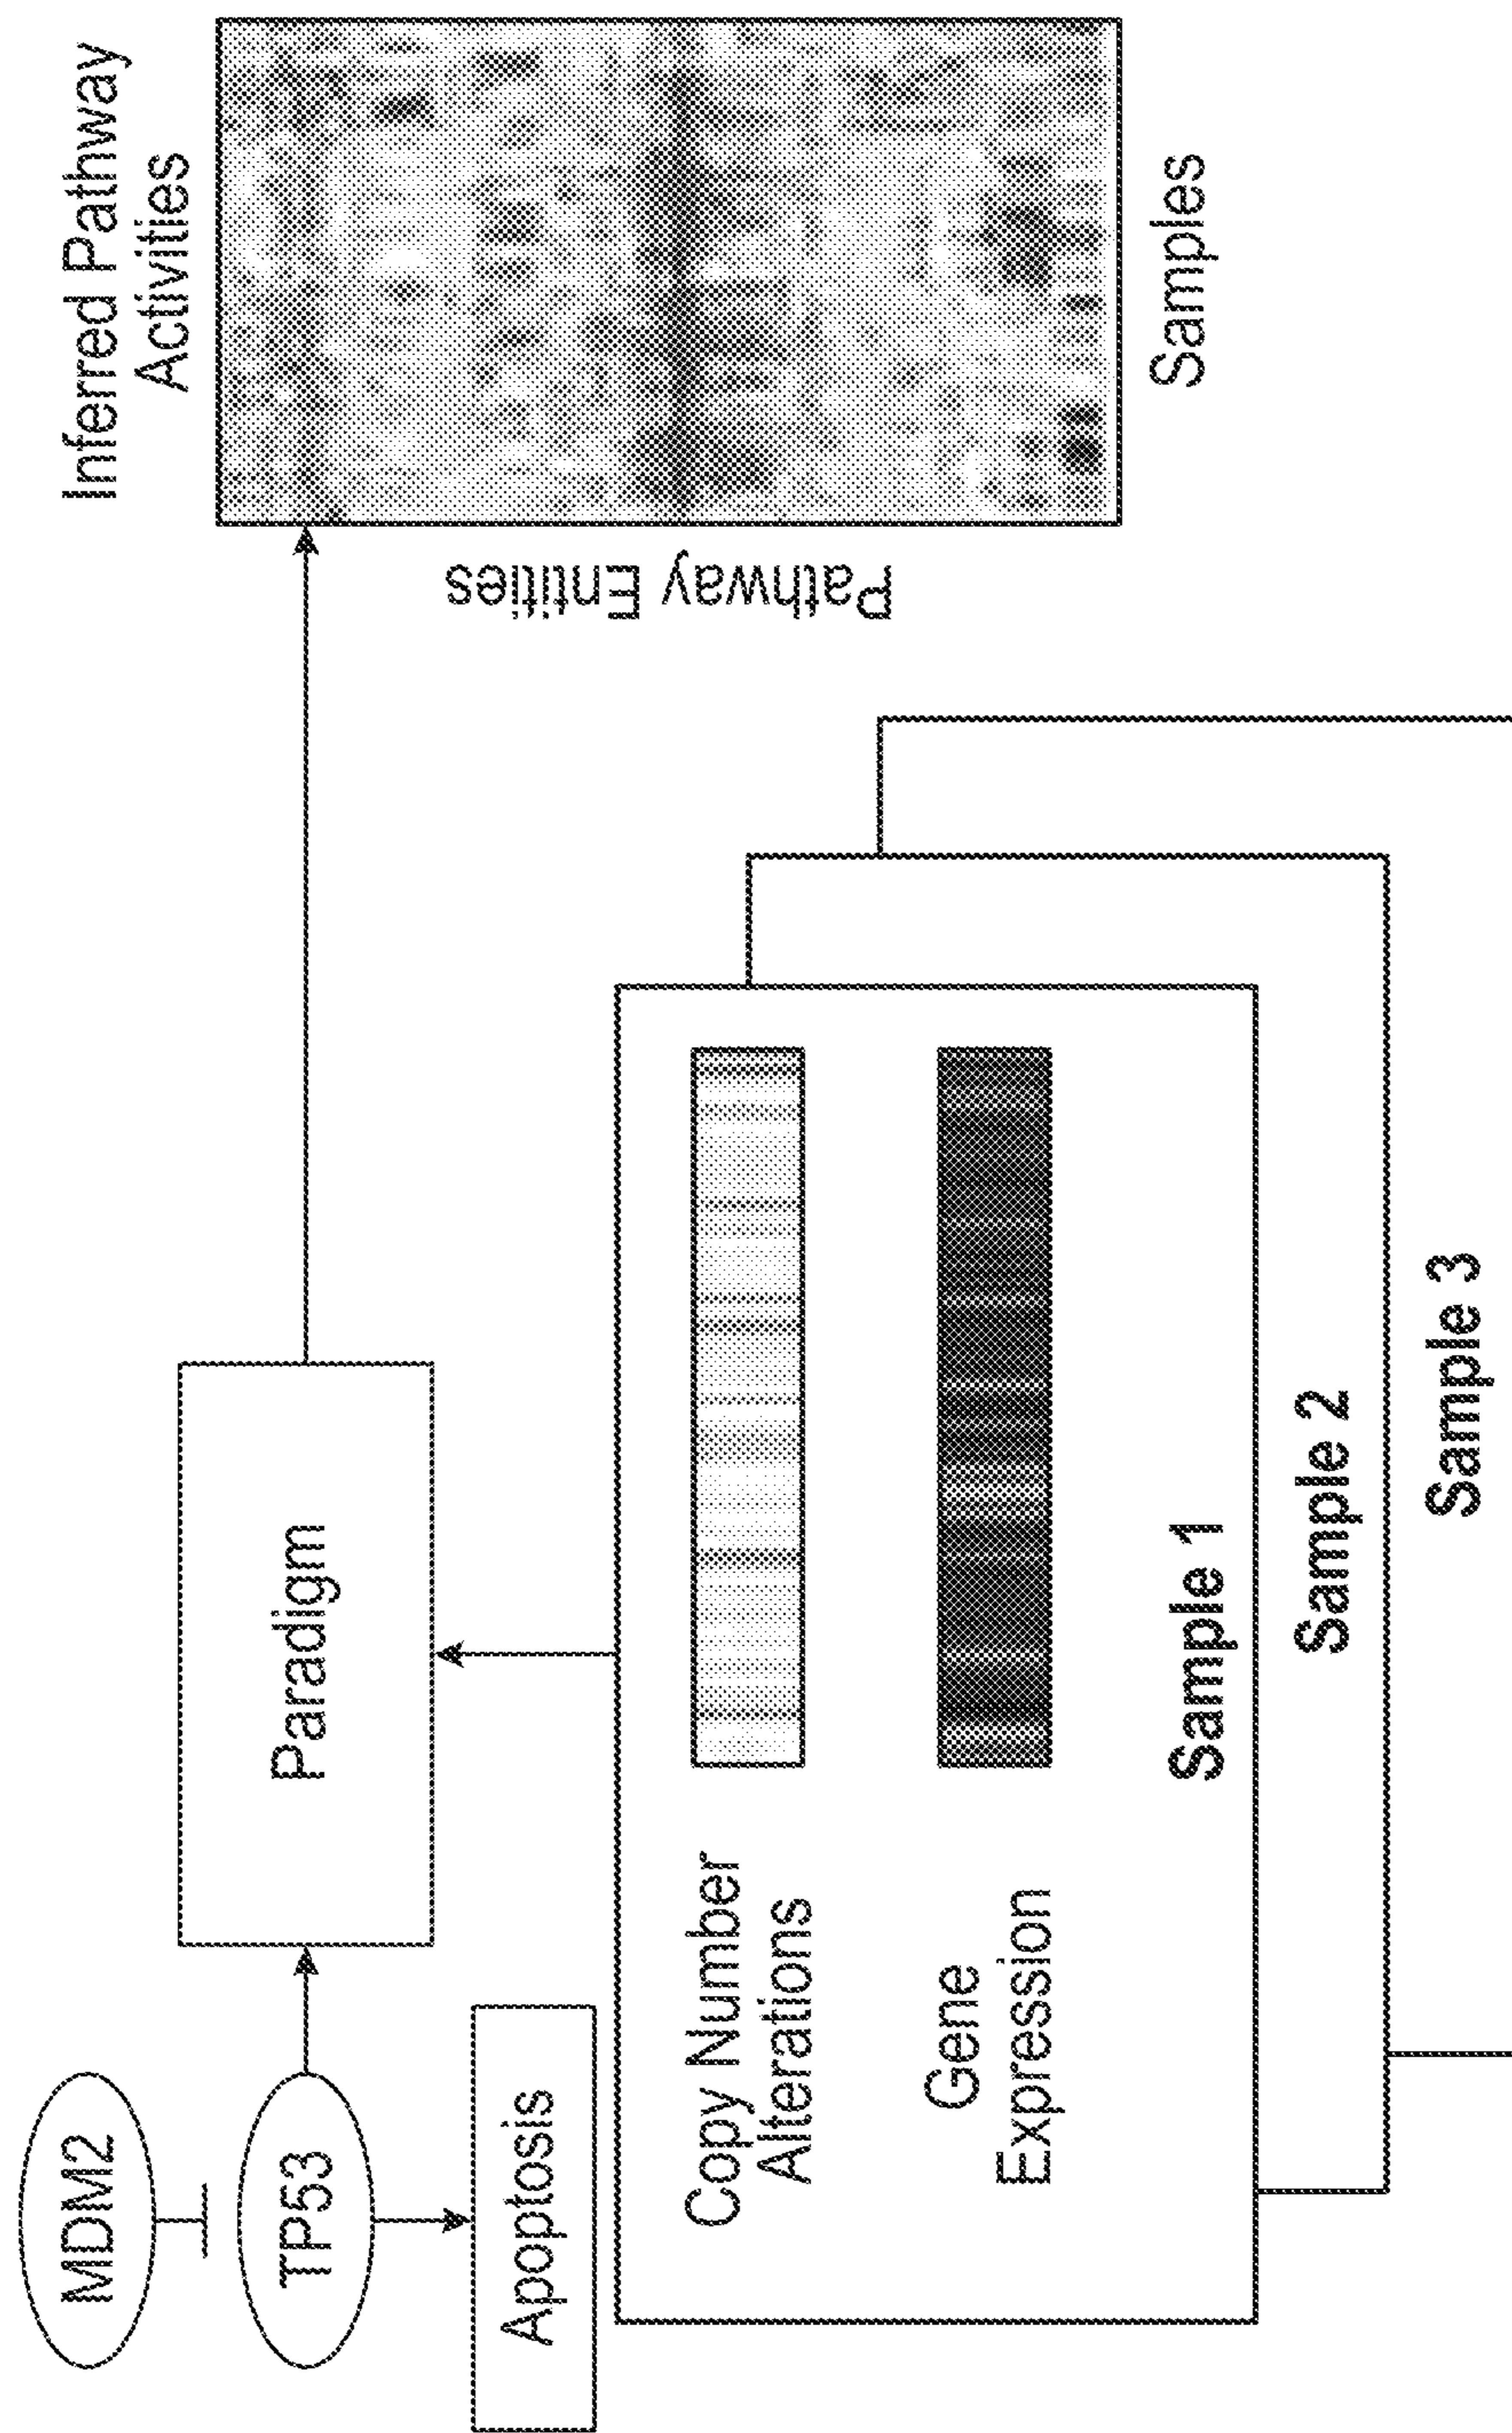 MDM2
TP53
Apoptosis
Paradigm
Inferred Pathway
Activities
Pathway Entities
Samples
Copy Number
Alterations
Gene
Expression
Sample 1
Sample 2
Sample 3